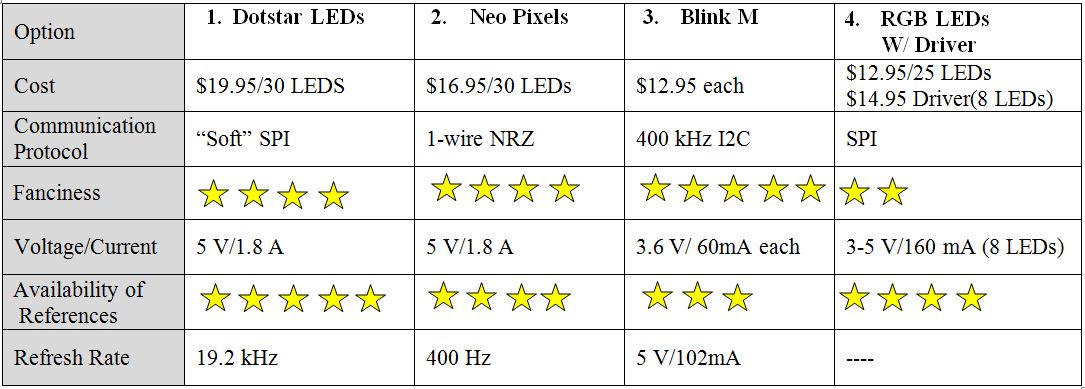 Option
1. Dotstar LEDs
2. Neo Pixels
3. Blink M
4. RGB LEDs
W/ Driver
Cost
$19.95/30 LEDS
$16.95/30 LEDs
$12.95 each
$12.95/25 LEDs
$14.95 Driver(8 LEDs)
Communication
Protocol
“Soft” SPI
1-wire NRZ
400 kHz I2C
SPI
Fanciness
Voltage/Current
5 V/1.8 A
5 V/1.8 A
3.6 V/ 60mA each
3-5 V/160 mA (8 LEDs)
Availability of
References
Refresh Rate
19.2 kHz
400 Hz
5 V/102mA
----